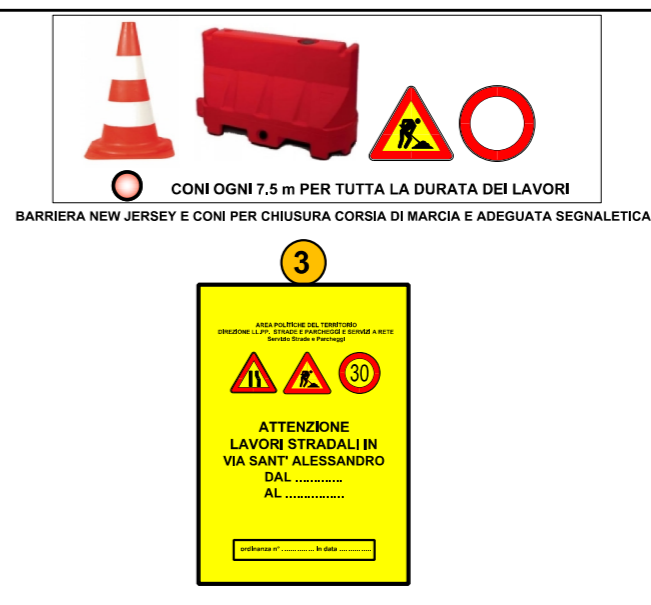 CONI OGNI 7.5 m PER TUTTA LA DURATA DEI LAVORI
BARRIERA NEW JERSEY E CONI PER CHIUSURA CORSIA DI MARCIA E ADEGUATA SEGNALETICA
3
AREA POLITICHE DEL TERRITORIO
DIREZIONE LL.PP. STRADE E PARCHEGGI E SERVIZI A RETE
Servizio Strade e Parcheggi
30
ATTENZIONE
LAVORI STRADALI IN
VIA SANT' ALESSANDRO
DAL ............
AL ...............
ordinanza n° ............. in data .............